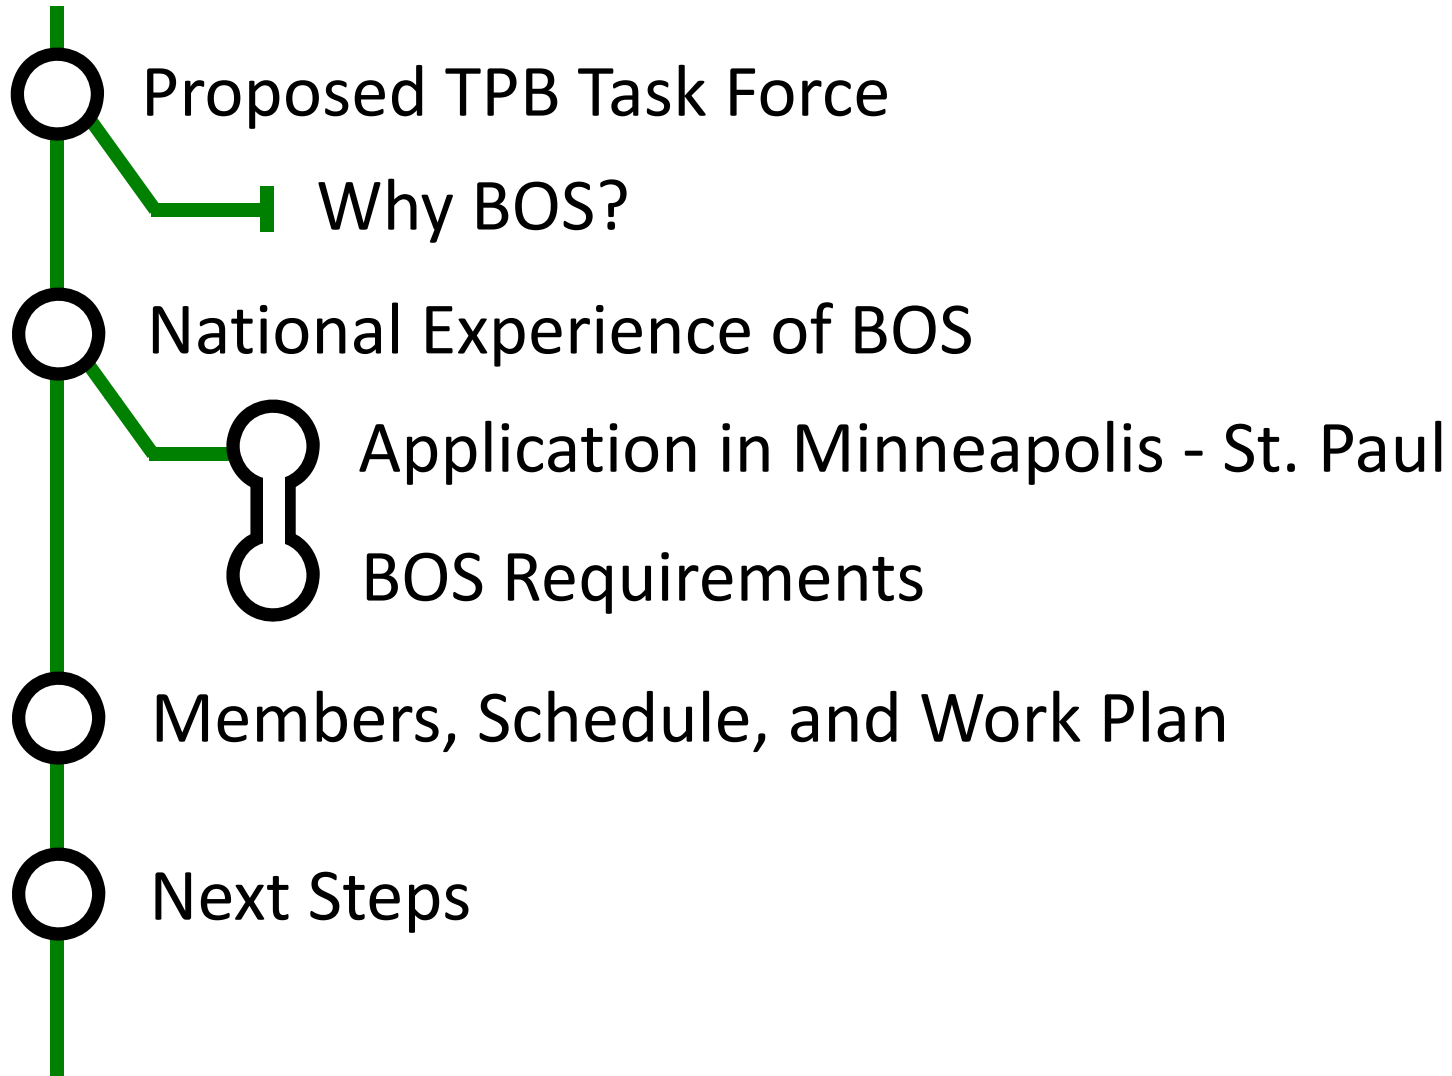 Proposed TPB Task Force
Why BOS?
National Experience of BOS
Application in Minneapolis - St. Paul
BOS Requirements
Members, Schedule, and Work Plan
Next Steps